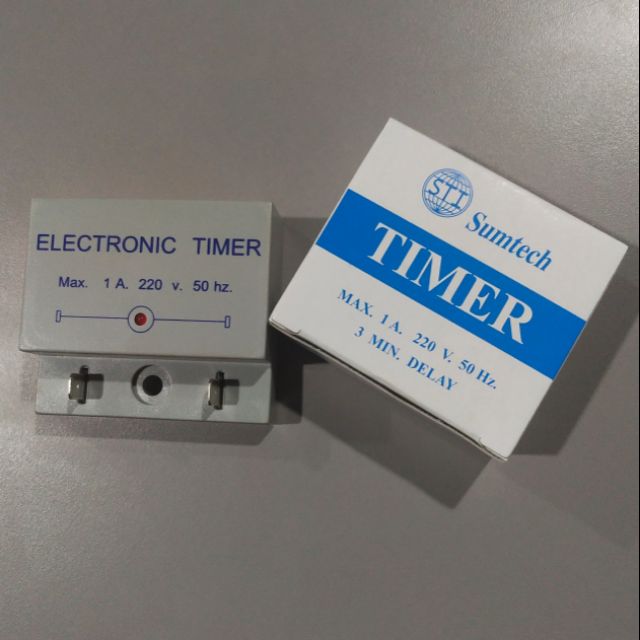 ELECTRONIC TIMER
Max. 1 A. 220 v. 50 hz.
STI
Sumtech
TIMER
MAX. 1 A. 220 V. 50 Hz.
3 MIN. DELAY